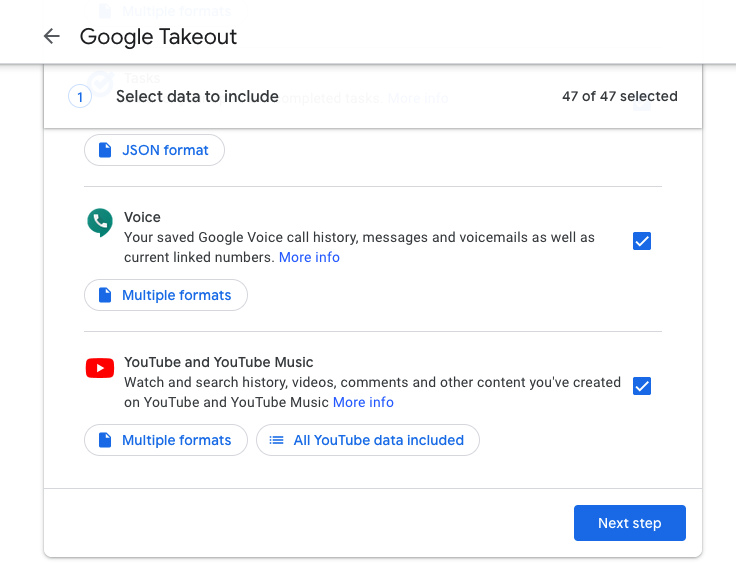 Multiple formats
Google Takeout
Tasks
1 Select data to include 47 of 47 selected
completed tasks. More info
JSON format
Voice
Your saved Google Voice call history, messages and voicemails as well as
current linked numbers. More info
Multiple formats
YouTube and YouTube Music
Watch and search history, videos, comments and other content you've created
on YouTube and YouTube Music More info
Multiple formats
All YouTube data included
Next step